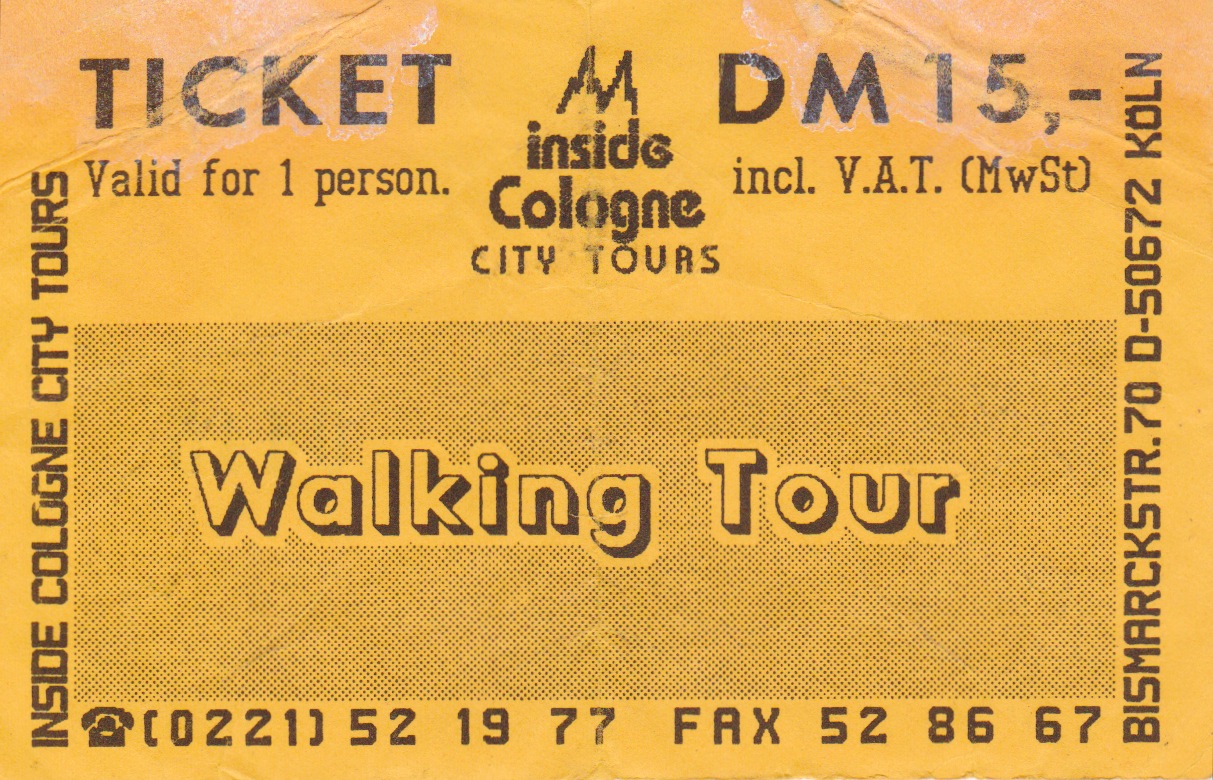 TICKET
DM 15,-
Valid for 1 person.
inside
Cologne
CITY TOURS
incl. V.A.T. (MwSt)
INSIDE COLOGNE CITY TOURS
BISMARCKSTR.70 D-50672 KÖLN
Walking Tour
☎(0221) 52 19 77 FAX 52 86 67